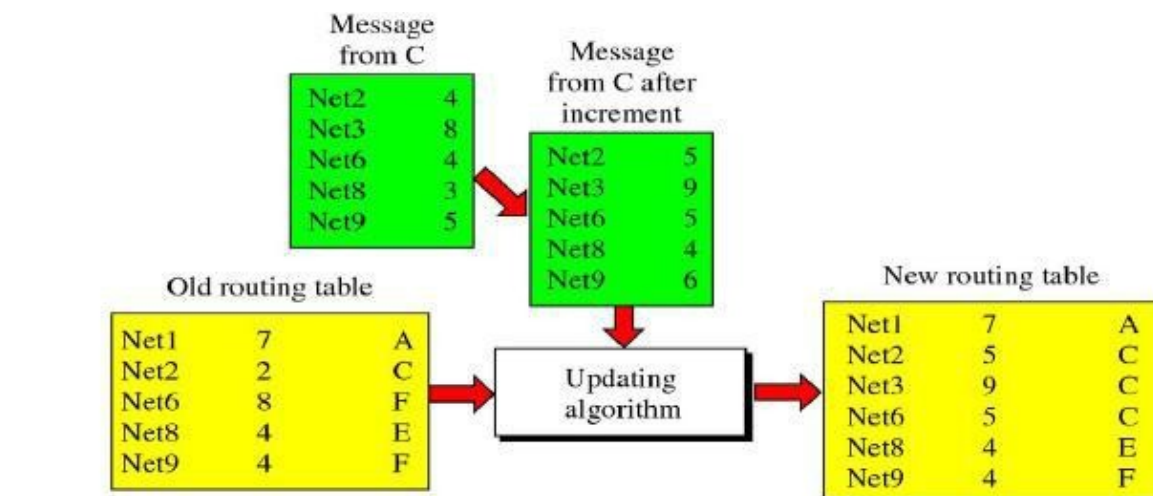 Message
from C
Net2 4
Net3 8
Net6 4
Net8 3
Net9 5
Message
from C after
increment
Net2 5
Net3 9
Net6 5
Net8 4
Net9 6
Old routing table
Net1 7 A
Net2 2 C
Net6 8 F
Net8 4 E
Net9 4 F
Updating
algorithm
New routing table
Net1 7 A
Net2 5 C
Net3 9 C
Net6 5 C
Net8 4 E
Net9 4 F